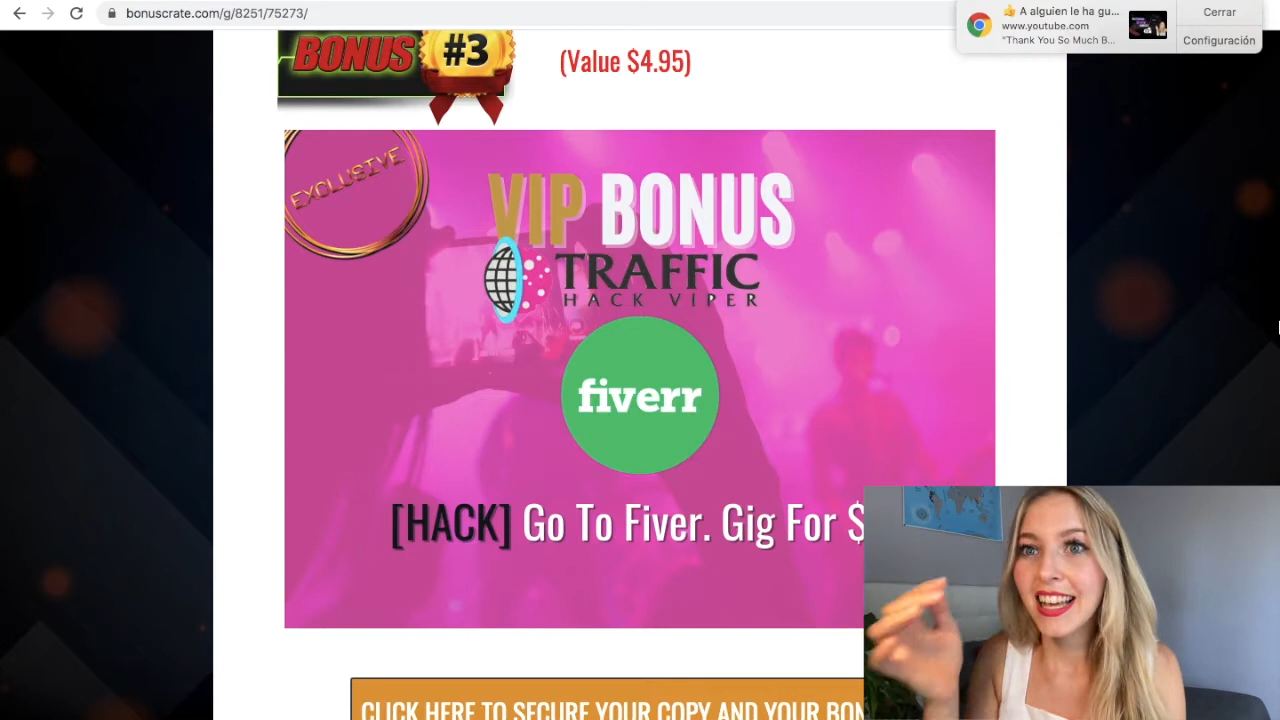 bonuscrate.com/g/8251/75273/
👍 A alguien le ha gu...
www.youtube.com
"Thank You So Much B...
Cerrar
Configuración
BONUS
#3
(Value $4.95)
EXCLUSIVE
VIP BONUS
TRAFFIC
HACK VIPER
fiverr
[HACK] Go To Fiver. Gig For $
CLICK HERE TO SECURE YOUR COPY AND YOUR BON